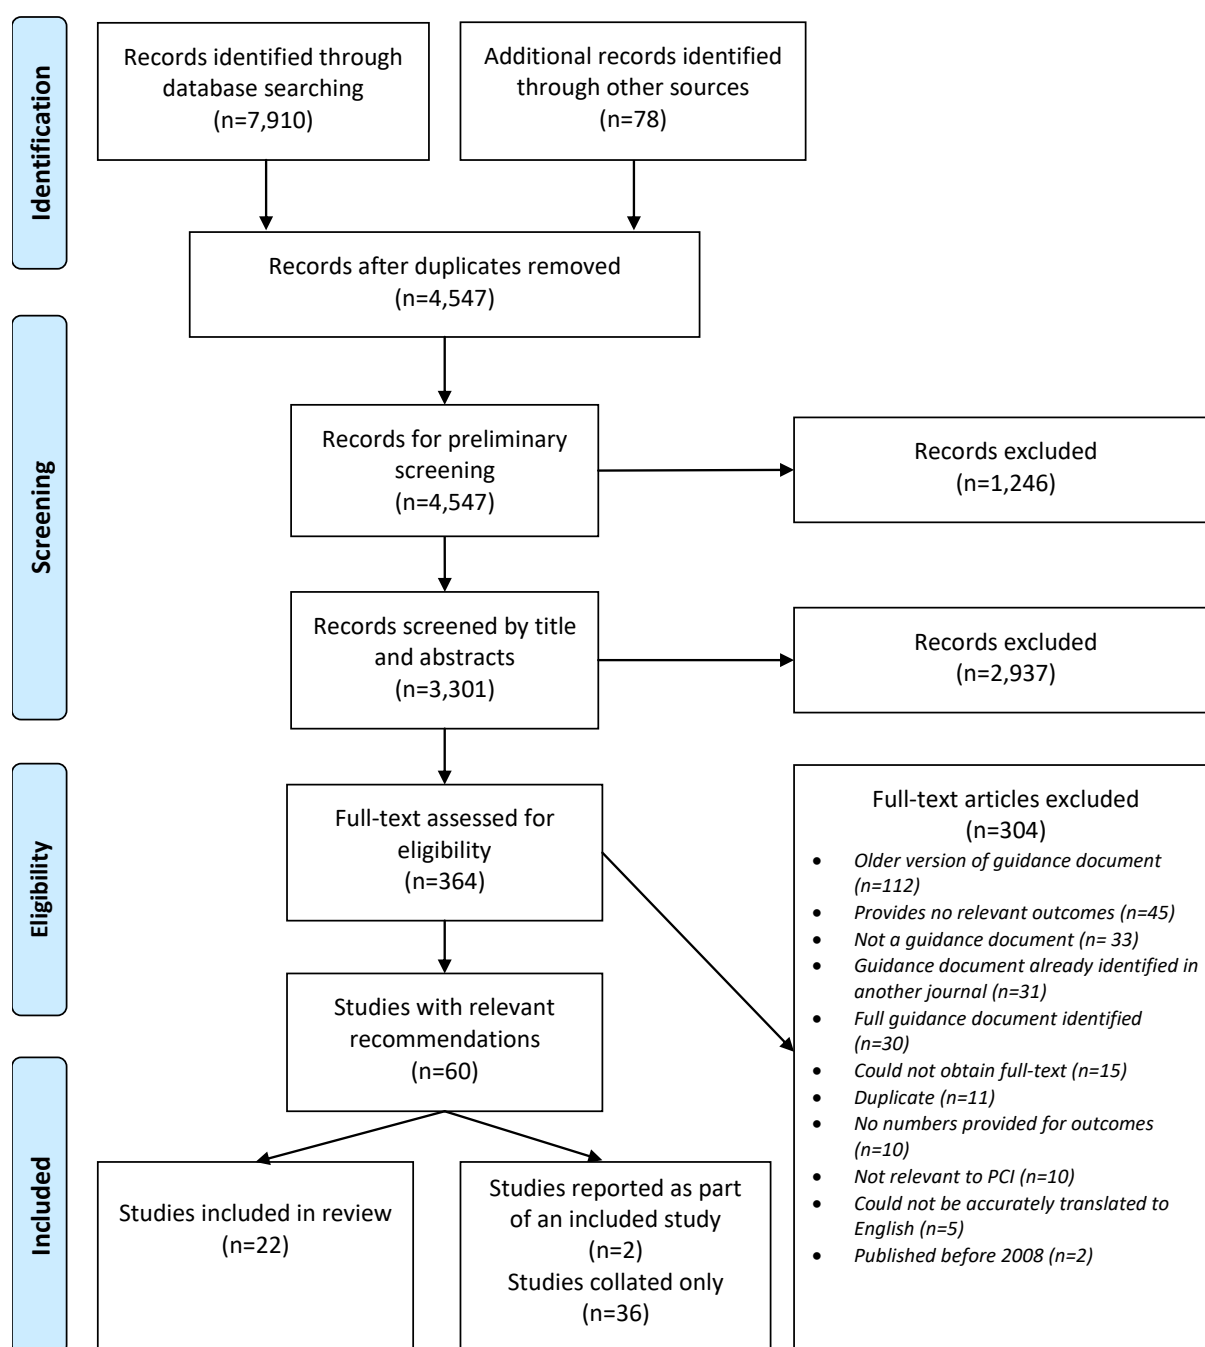 Identification
Records identified through
database searching
(n=7,910)
Additional records identified
through other sources
(n=78)
Records after duplicates removed
(n=4,547)
Screening
Records for preliminary
screening
(n=4,547)
Records excluded
(n=1,246)
Records screened by title
and abstracts
(n=3,301)
Records excluded
(n=2,937)
Eligibility
Full-text assessed for
eligibility
(n=364)
Full-text articles excluded
(n=304)
• Older version of guidance document
(n=112)
• Provides no relevant outcomes (n=45)
• Not a guidance document (n= 33)
• Guidance document already identified in
another journal (n=31)
• Full guidance document identified
(n=30)
• Could not obtain full-text (n=15)
• Duplicate (n=11)
• No numbers provided for outcomes
(n=10)
• Not relevant to PCI (n=10)
• Could not be accurately translated to
English (n=5)
• Published before 2008 (n=2)
Studies with relevant
recommendations
(n=60)
Included
Studies included in review
(n=22)
Studies reported as part
of an included study
(n=2)
Studies collated only
(n=36)